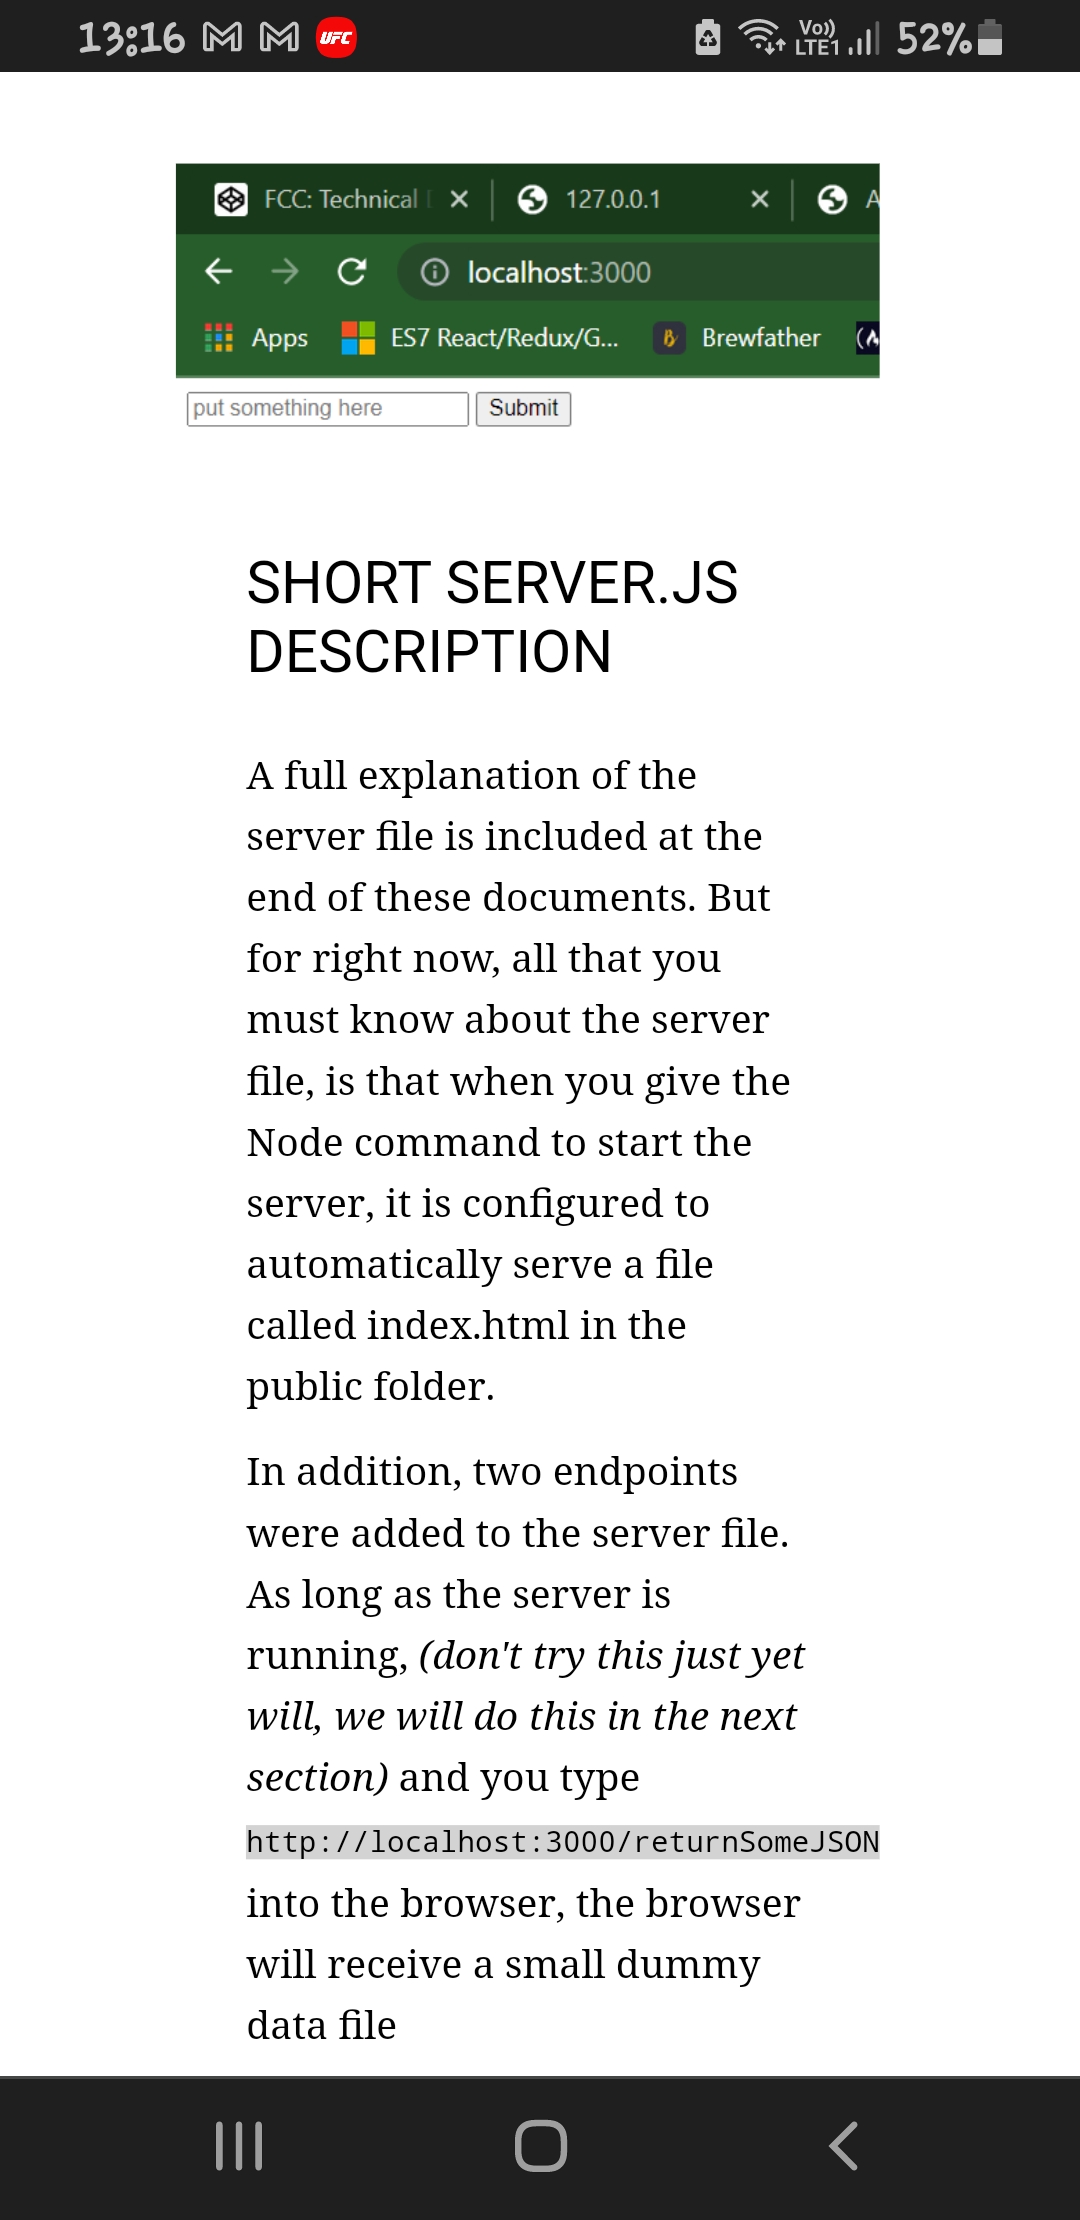 13:16 UFC Vo)) LTE1 52%
FCC: Technical 127.0.0.1 A
localhost:3000
Apps ES7 React/Redux/G... Brewfather
put something here Submit
SHORT SERVER.JS
DESCRIPTION
A full explanation of the
server file is included at the
end of these documents. But
for right now, all that you
must know about the server
file, is that when you give the
Node command to start the
server, it is configured to
automatically serve a file
called index.html in the
public folder.
In addition, two endpoints
were added to the server file.
As long as the server is
running, (don't try this just yet
will, we will do this in the next
section) and you type
http://localhost:3000/returnSomeJSON
into the browser, the browser
will receive a small dummy
data file